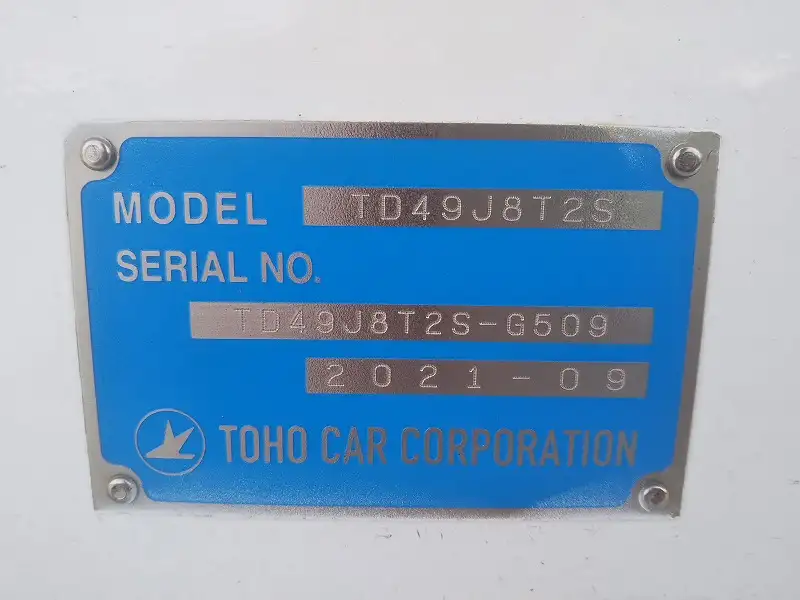 MODEL TD49J8T2S
SERIAL NO.
TD49J8T2S-G509
2021-09
TOHO CAR CORPORATION